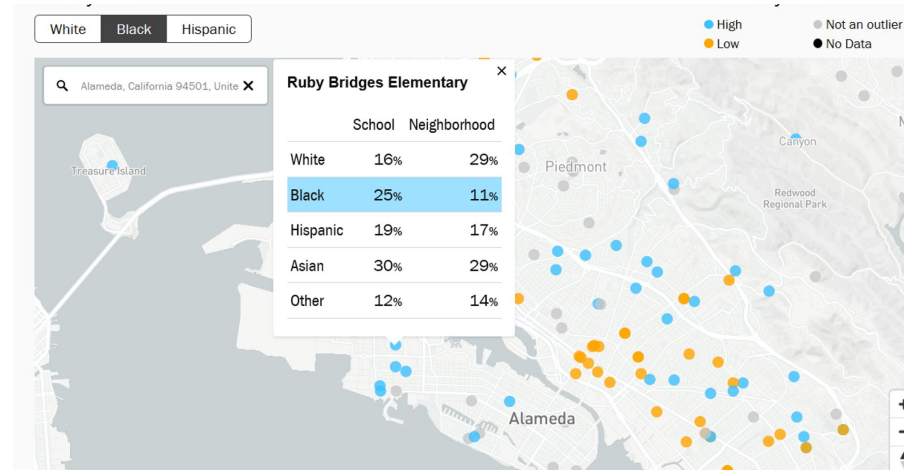 White Black Hispanic
High Not an outlier
Low No Data
Alameda, California 94501, Unite
Ruby Bridges Elementary
School Neighborhood
White 16% 29%
Black 25% 11%
Hispanic 19% 17%
Asian 30% 29%
Other 12% 14%
Treasure Island
Piedmont
Canyon
Redwood
Regional Park
Alameda